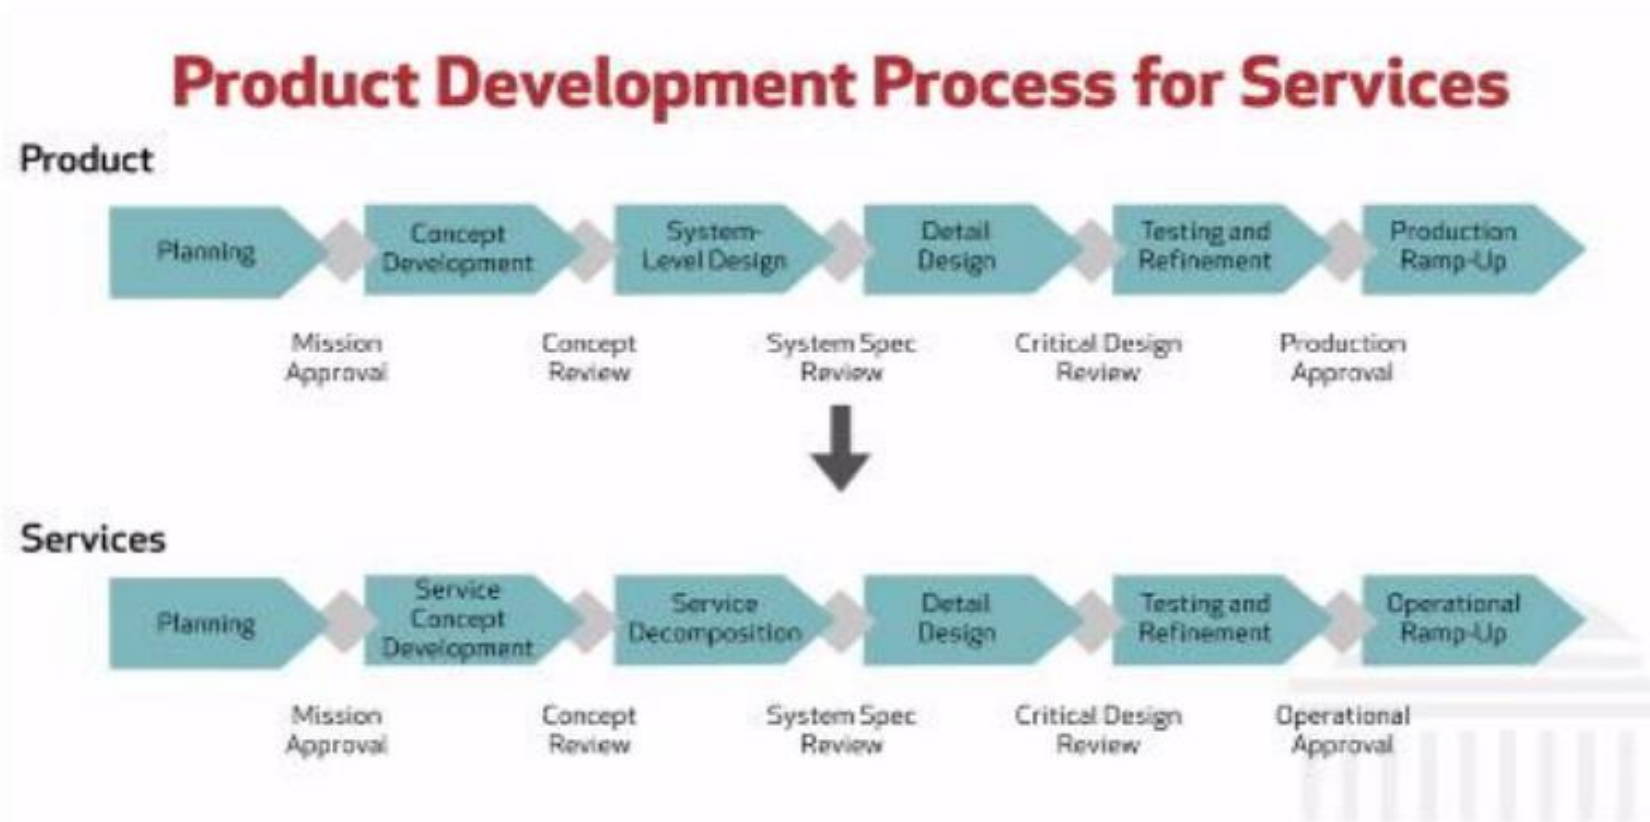 Product Development Process for Services
Product
Planning
Concept
Development
System-
Level Design
Detail
Design
Testing and
Refinement
Production
Ramp-Up
Mission
Approval
Concept
Review
System Spec
Review
Critical Design
Review
Production
Approval
Services
Planning
Service
Concept
Development
Service
Decomposition
Detail
Design
Testing and
Refinement
Operational
Ramp-Up
Mission
Approval
Concept
Review
System Spec
Review
Critical Design
Review
Operational
Approval